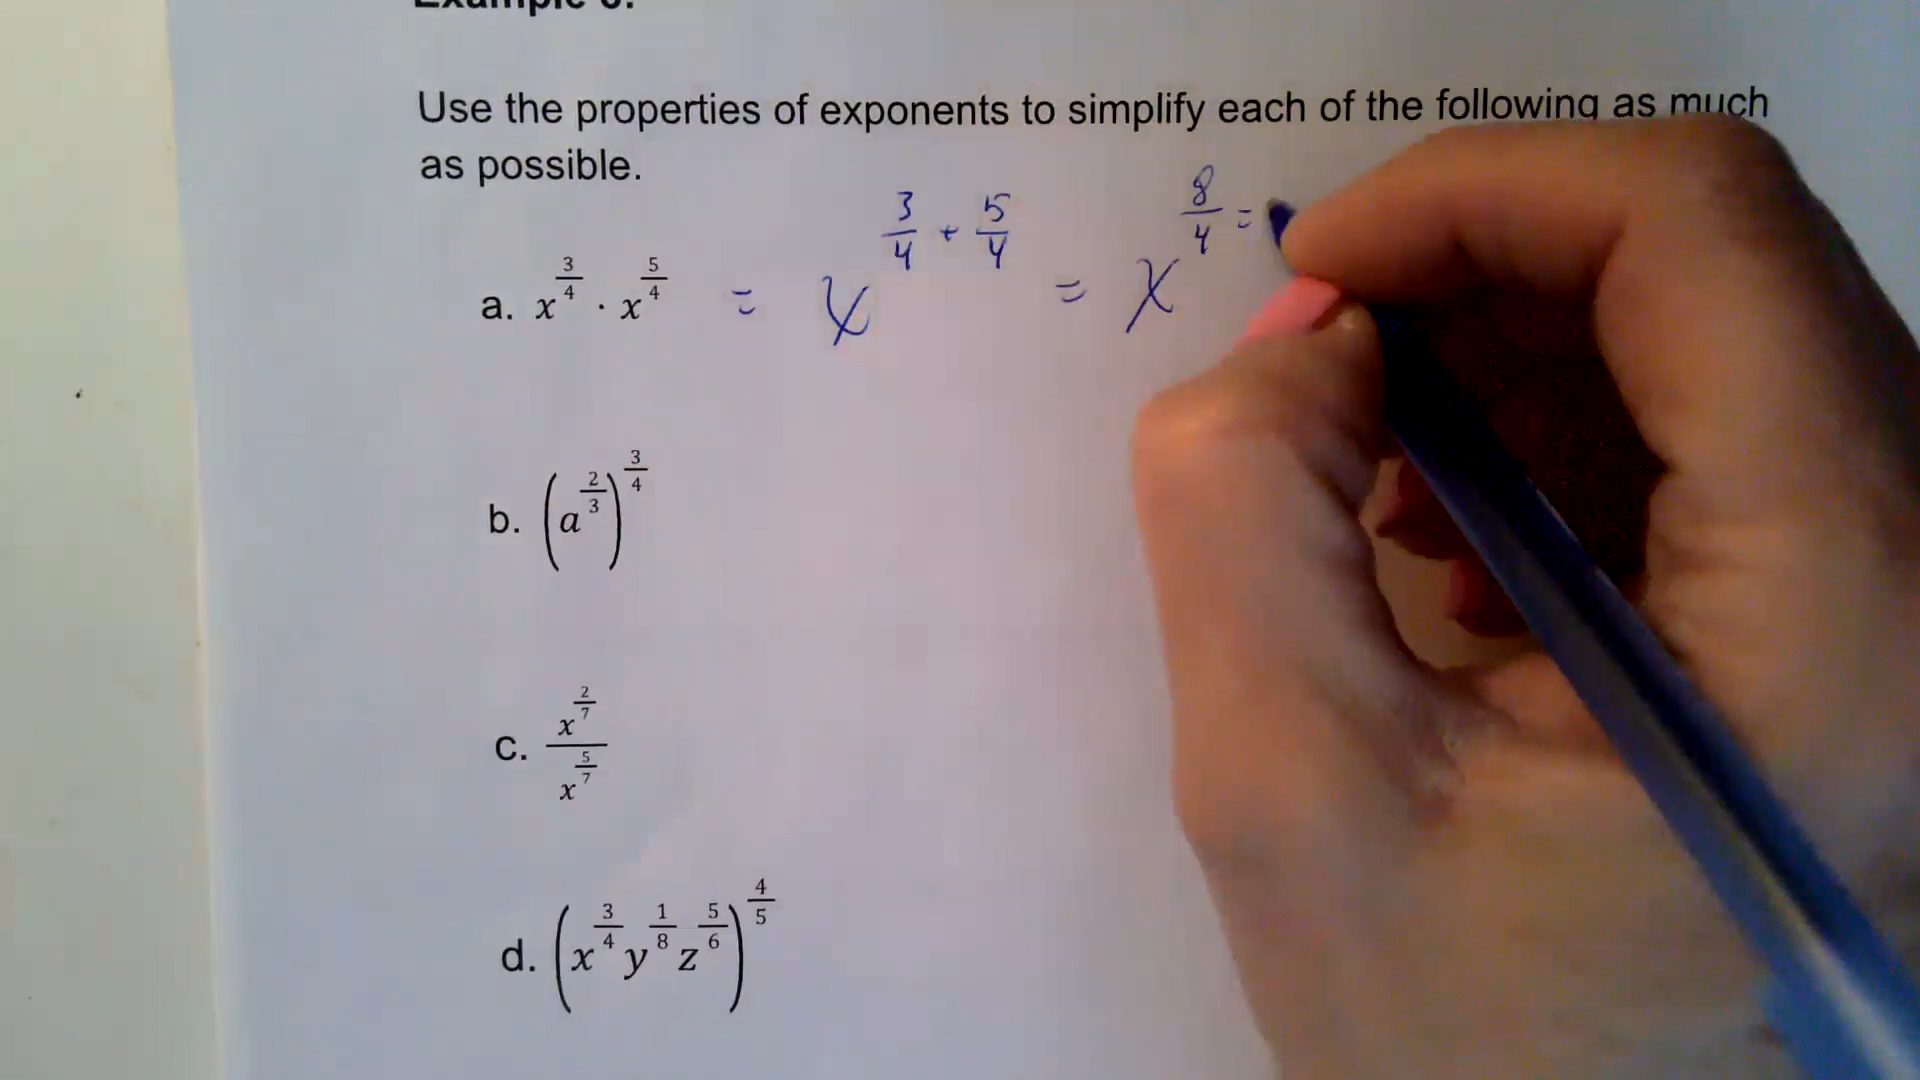 Example 6:
Use the properties of exponents to simplify each of the following as much
as possible.
a. x^(3/4) · x^(5/4) = x^(3/4 + 5/4) = x^(8/4 =
b. (a^(2/3))^(3/4)
c. x^(2/7) / x^(5/7)
d. (x^(3/4) y^(1/8) z^(5/6))^(4/5)